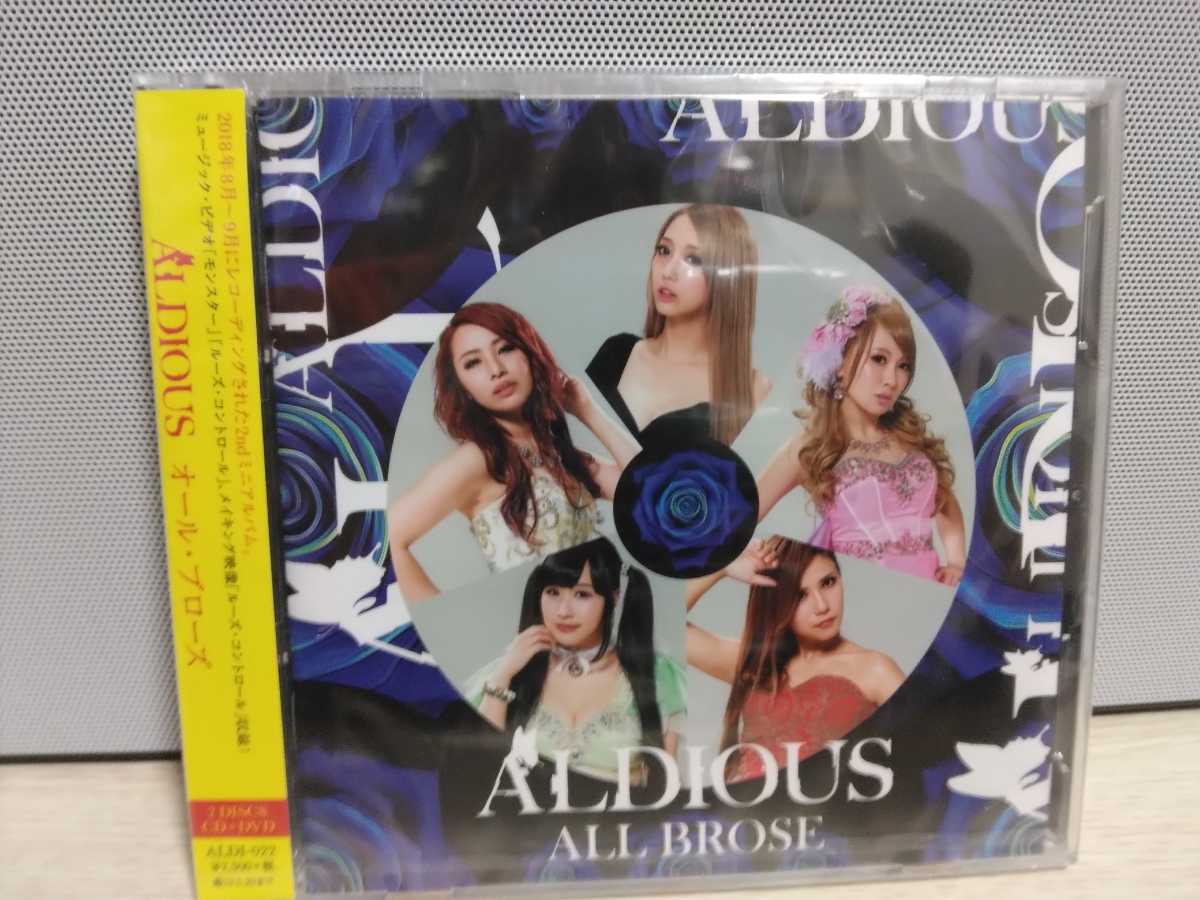 2018年8月〜9月にレコーディングされた2ndミニアルバム。
ミュージック・ビデオ「モンスター」「ルーズ・コントロール」、メイキング映像「ルーズ・コントロール」収録!
ALDIOUS オール・ブローズ
2 DISCS
CD+DVD
ALDI-022
ALDIC
ALDIOUS
ALDIOUS
ALL BROSE